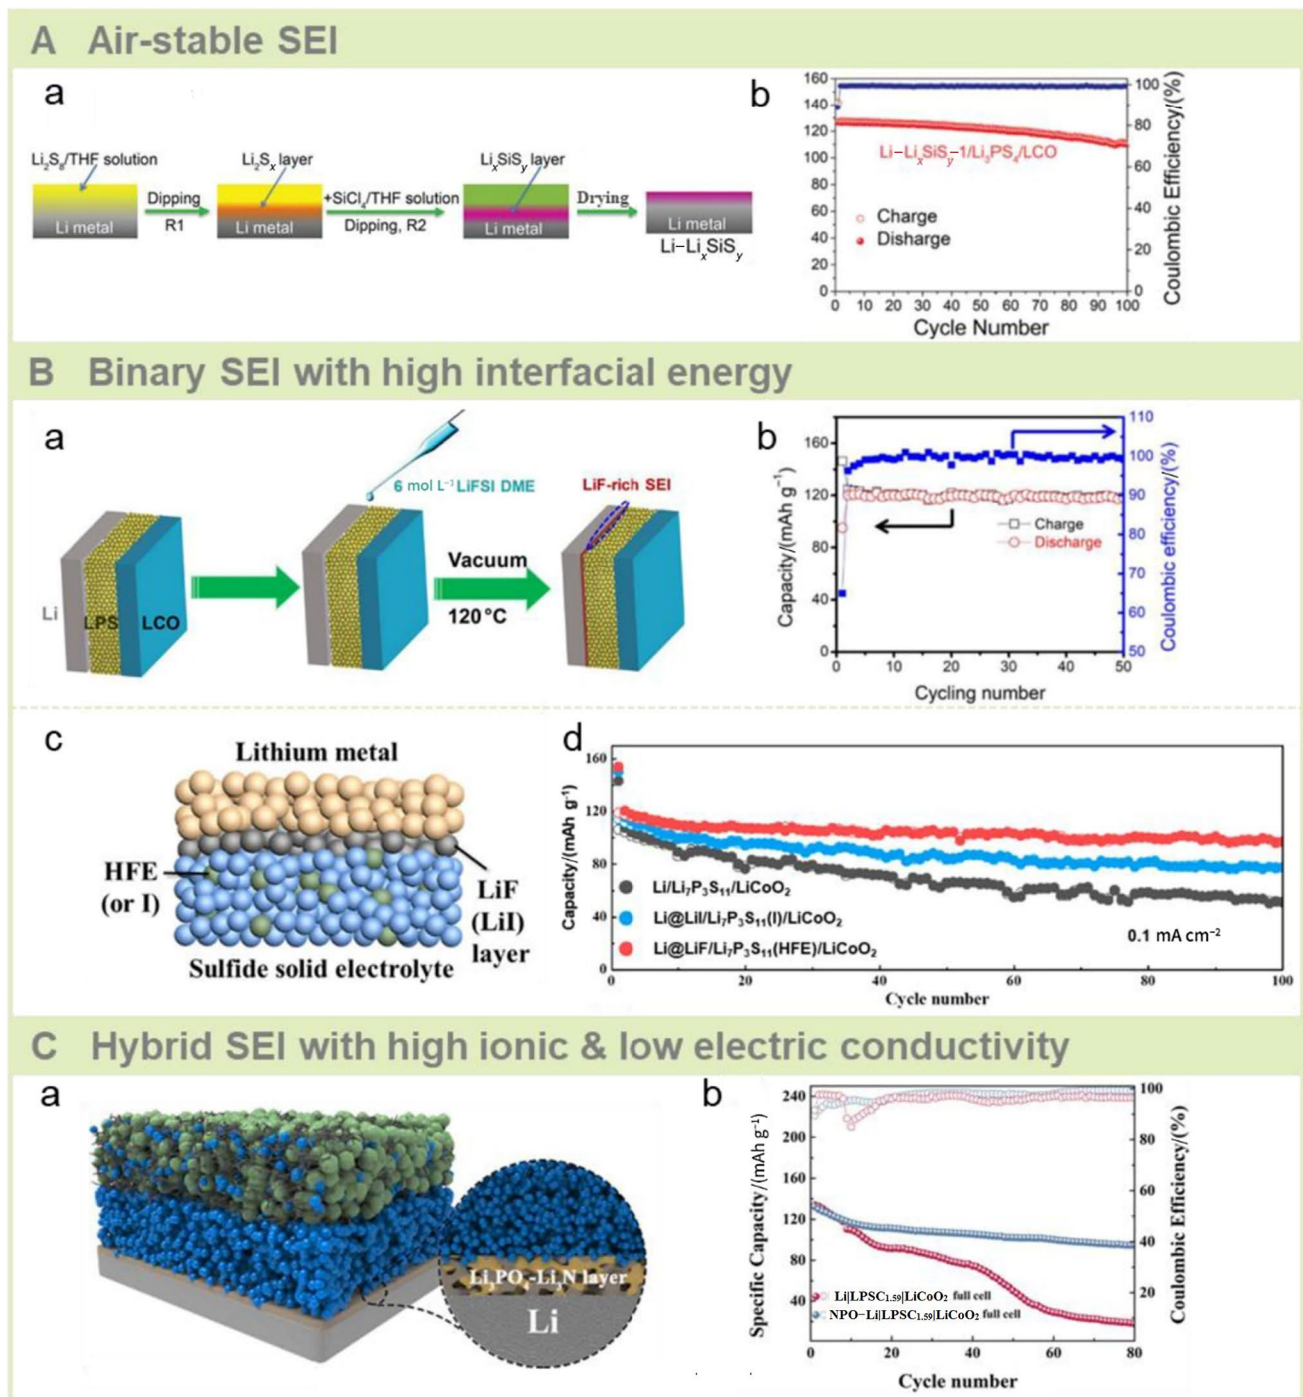 A Air-stable SEI
a
Li₂S₈/THF solution
Li₂Sₓ layer
LiₓSiSᵧ layer
Dipping
R1
+SiCl₄/THF solution
Dipping, R2
Drying
Li metal
Li metal
Li metal
Li metal
Li−LiₓSiSᵧ
b
160
140
120
100
80
60
40
20
0
Li−LiₓSiSᵧ-1/Li₃PS₄/LCO
Charge
Disharge
100
80
60
40
20
0
Coulombic Efficiency/(%)
0 10 20 30 40 50 60 70 80 90 100
Cycle Number
B Binary SEI with high interfacial energy
a
6 mol L⁻¹ LiFSI DME
LiF-rich SEI
Vacuum
120 °C
Li
LPS
LCO
b
Capacity/(mAh g⁻¹)
160
120
80
40
0
Charge
Discharge
110
100
90
80
70
60
50
Coulombic efficiency/(%)
0 10 20 30 40 50
Cycling number
c
Lithium metal
HFE
(or I)
LiF
(LiI)
layer
Sulfide solid electrolyte
d
Capacity/(mAh g⁻¹)
160
120
80
40
0
Li/Li₇P₃S₁₁/LiCoO₂
Li@LiI/Li₇P₃S₁₁(I)/LiCoO₂
Li@LiF/Li₇P₃S₁₁(HFE)/LiCoO₂
0.1 mA cm⁻²
0 20 40 60 80 100
Cycle number
C Hybrid SEI with high ionic & low electric conductivity
a
Li₃PO₄-Li₃N layer
Li
b
Specific Capacity/(mAh g⁻¹)
240
200
160
120
80
40
Li|LPSC₁.₅₉|LiCoO₂ full cell
NPO−Li|LPSC₁.₅₉|LiCoO₂ full cell
100
80
60
40
20
Coulombic Efficiency/(%)
0 20 40 60 80
Cycle number